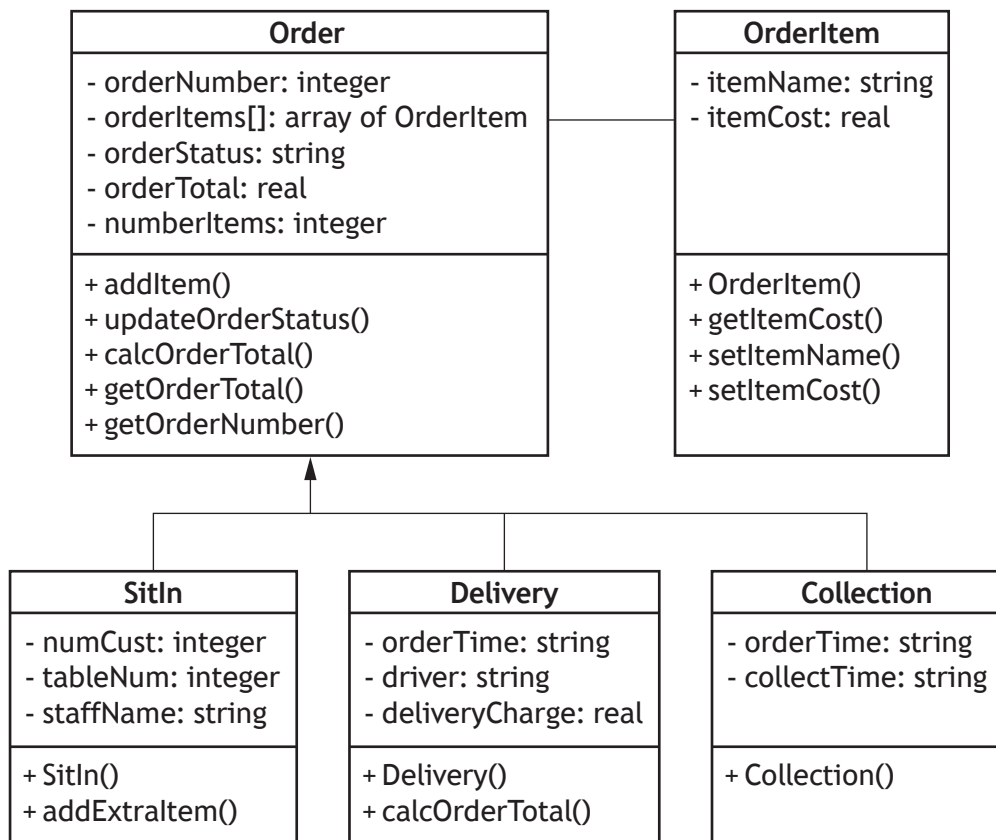 Order
- orderNumber: integer
- orderItems[]: array of OrderItem
- orderStatus: string
- orderTotal: real
- numberItems: integer
+ addItem()
+ updateOrderStatus()
+ calcOrderTotal()
+ getOrderTotal()
+ getOrderNumber()
OrderItem
- itemName: string
- itemCost: real
+ OrderItem()
+ getItemCost()
+ setItemName()
+ setItemCost()
SitIn
- numCust: integer
- tableNum: integer
- staffName: string
+ SitIn()
+ addExtraItem()
Delivery
- orderTime: string
- driver: string
- deliveryCharge: real
+ Delivery()
+ calcOrderTotal()
Collection
- orderTime: string
- collectTime: string
+ Collection()